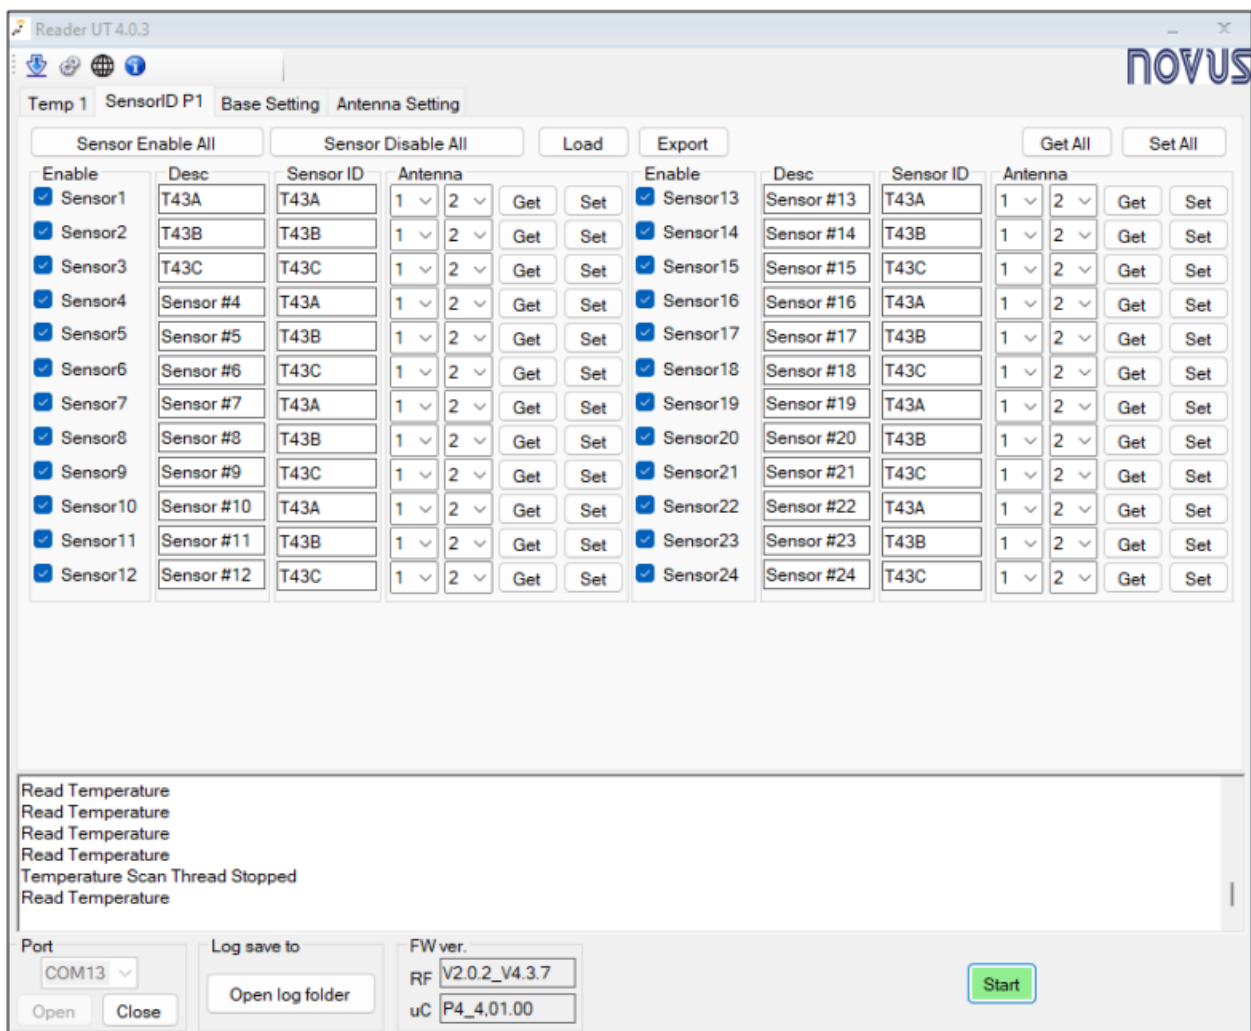 Reader UT 4.0.3
novus
Temp 1 SensorID P1 Base Setting Antenna Setting
Sensor Enable All Sensor Disable All Load Export Get All Set All
Enable Desc Sensor ID Antenna Enable Desc Sensor ID Antenna
Sensor1 T43A T43A 1 2 Get Set Sensor13 Sensor #13 T43A 1 2 Get Set
Sensor2 T43B T43B 1 2 Get Set Sensor14 Sensor #14 T43B 1 2 Get Set
Sensor3 T43C T43C 1 2 Get Set Sensor15 Sensor #15 T43C 1 2 Get Set
Sensor4 Sensor #4 T43A 1 2 Get Set Sensor16 Sensor #16 T43A 1 2 Get Set
Sensor5 Sensor #5 T43B 1 2 Get Set Sensor17 Sensor #17 T43B 1 2 Get Set
Sensor6 Sensor #6 T43C 1 2 Get Set Sensor18 Sensor #18 T43C 1 2 Get Set
Sensor7 Sensor #7 T43A 1 2 Get Set Sensor19 Sensor #19 T43A 1 2 Get Set
Sensor8 Sensor #8 T43B 1 2 Get Set Sensor20 Sensor #20 T43B 1 2 Get Set
Sensor9 Sensor #9 T43C 1 2 Get Set Sensor21 Sensor #21 T43C 1 2 Get Set
Sensor10 Sensor #10 T43A 1 2 Get Set Sensor22 Sensor #22 T43A 1 2 Get Set
Sensor11 Sensor #11 T43B 1 2 Get Set Sensor23 Sensor #23 T43B 1 2 Get Set
Sensor12 Sensor #12 T43C 1 2 Get Set Sensor24 Sensor #24 T43C 1 2 Get Set
Read Temperature
Read Temperature
Read Temperature
Read Temperature
Temperature Scan Thread Stopped
Read Temperature
Port Log save to FW ver.
COM13 RF V2.0.2_V4.3.7
Open log folder Start
Open Close uC P4_4,01.00